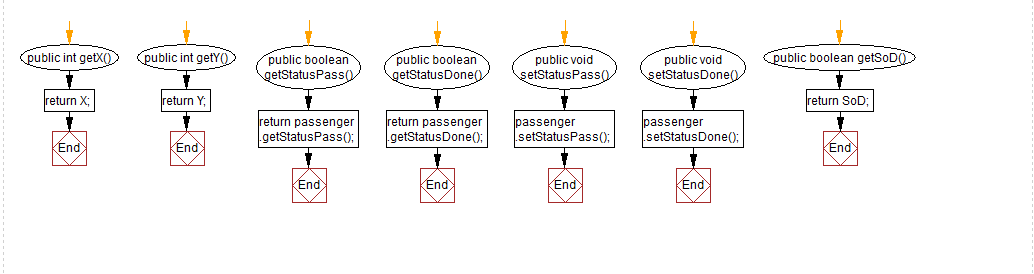 public int getX()
return X;
End
public int getY()
return Y;
End
public boolean
getStatusPass()
return passenger
.getStatusPass();
End
public boolean
getStatusDone()
return passenger
.getStatusDone();
End
public void
setStatusPass()
passenger
.setStatusPass();
End
public void
setStatusDone()
passenger
.setStatusDone();
End
public boolean getSoD()
return SoD;
End